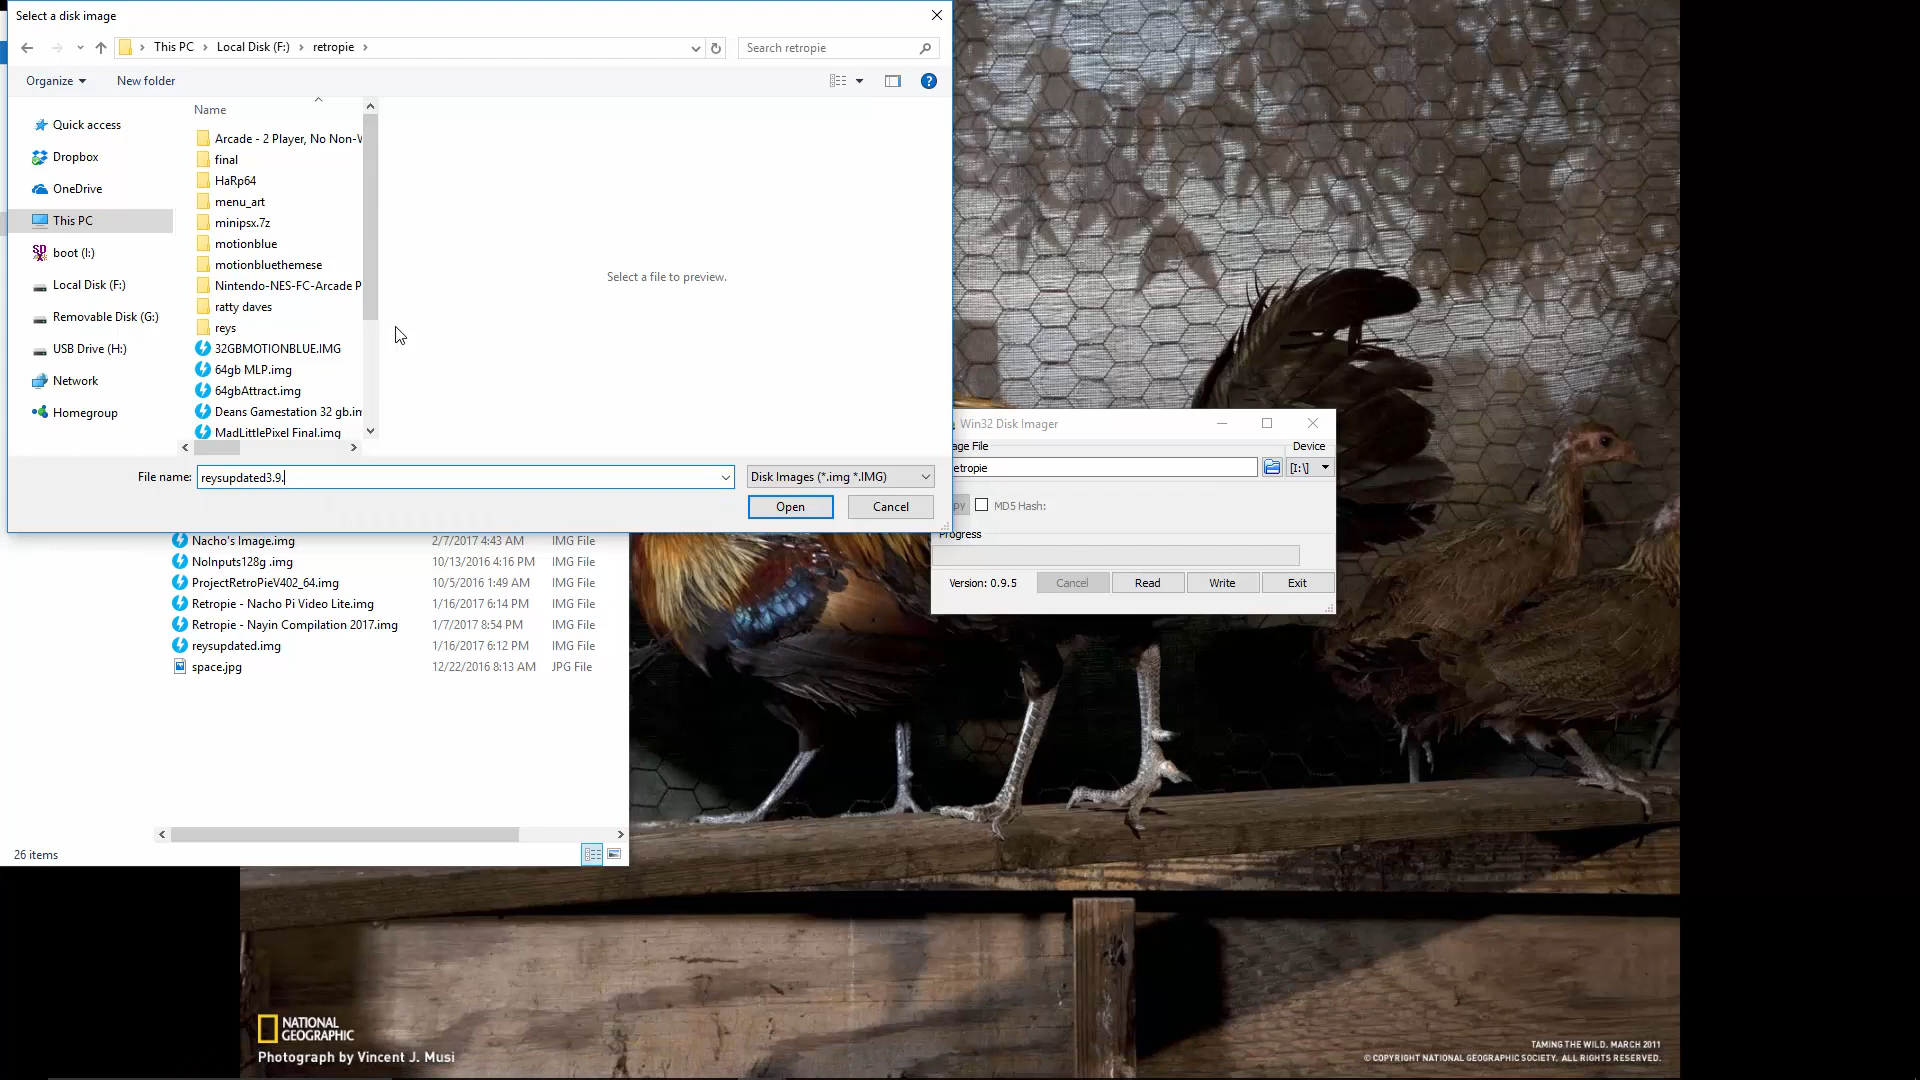 Select a disk image
This PC
Local Disk (F:)
retropie
Search retropie
Organize
New folder
Name
Quick access
Dropbox
OneDrive
This PC
boot (I:)
Local Disk (F:)
Removable Disk (G:)
USB Drive (H:)
Network
Homegroup
Arcade - 2 Player, No Non-V
final
HaRp64
menu_art
minipsx.7z
motionblue
motionbluethemese
Nintendo-NES-FC-Arcade P
ratty daves
reys
32GBMOTIONBLUE.IMG
64gb MLP.img
64gbAttract.img
Deans Gamestation 32 gb.im
MadLittlePixel Final.img
Select a file to preview.
File name:
reysupdated3.9.
Disk Images (*.img *.IMG)
Open
Cancel
Nacho's Image.img 2/7/2017 4:43 AM IMG File
NoInputs128g .img 10/13/2016 4:16 PM IMG File
ProjectRetroPieV402_64.img 10/5/2016 1:49 AM IMG File
Retropie - Nacho Pi Video Lite.img 1/16/2017 6:14 PM IMG File
Retropie - Nayin Compilation 2017.img 1/7/2017 8:54 PM IMG File
reysupdated.img 1/16/2017 6:12 PM IMG File
space.jpg 12/22/2016 8:13 AM JPG File
26 items
Win32 Disk Imager
age File
Device
etropie
[I:\]
py
MD5 Hash:
Progress
Version: 0.9.5
Cancel
Read
Write
Exit
NATIONAL
GEOGRAPHIC
Photograph by Vincent J. Musi
TAMING THE WILD, MARCH 2011
© COPYRIGHT NATIONAL GEOGRAPHIC SOCIETY. ALL RIGHTS RESERVED.